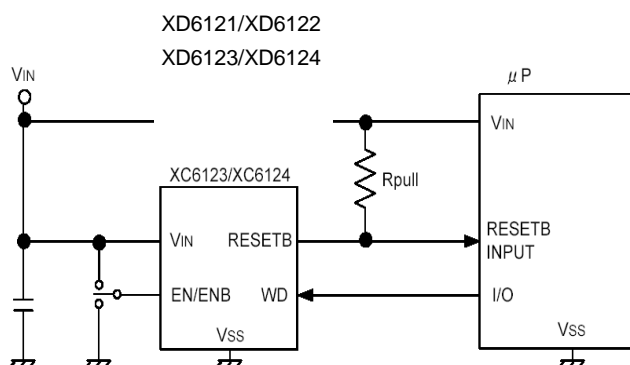 XD6121/XD6122
XD6123/XD6124
VIN
μP
VIN
XC6123/XC6124
Rpull
VIN
RESETB
RESETB
INPUT
EN/ENB
WD
I/O
VSS
VSS